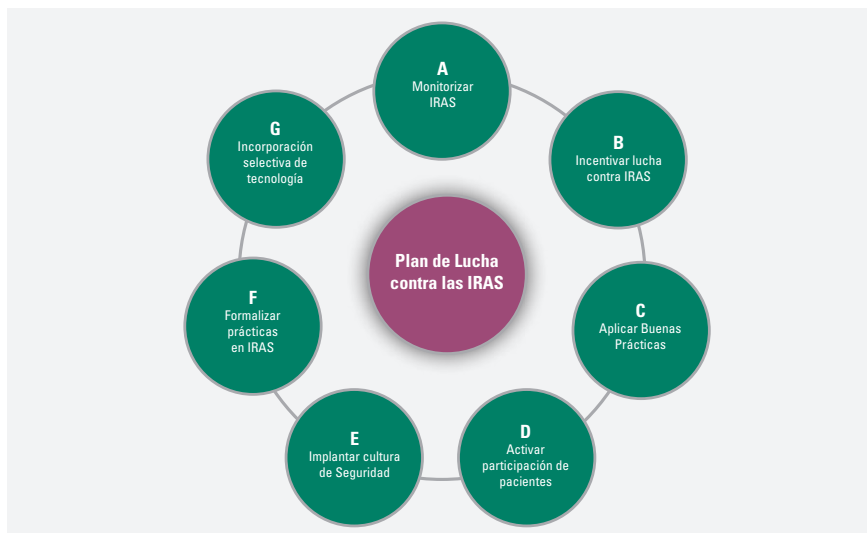 A
Monitorizar
IRAS
B
Incentivar lucha
contra IRAS
C
Aplicar Buenas
Prácticas
D
Activar
participación de
pacientes
E
Implantar cultura
de Seguridad
F
Formalizar
prácticas
en IRAS
G
Incorporación
selectiva de
tecnología
Plan de Lucha
contra las IRAS